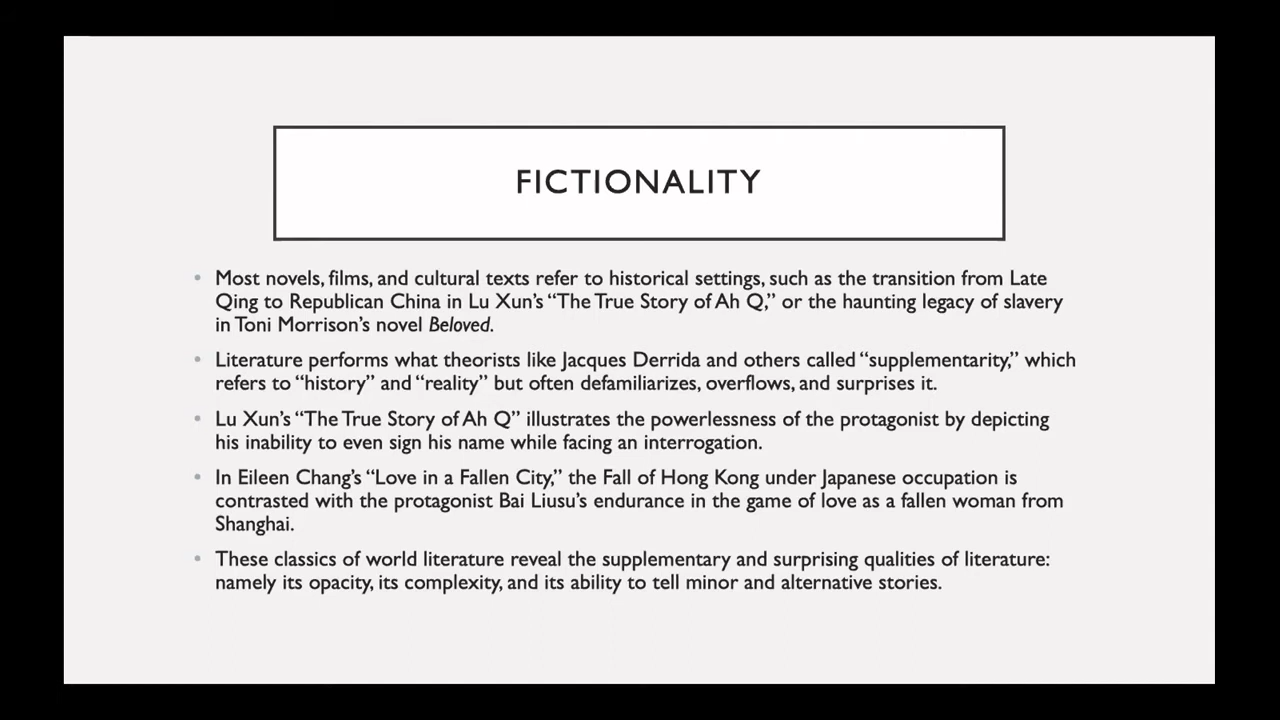 FICTIONALITY
• Most novels, films, and cultural texts refer to historical settings, such as the transition from Late
Qing to Republican China in Lu Xun’s “The True Story of Ah Q,” or the haunting legacy of slavery
in Toni Morrison’s novel Beloved.
• Literature performs what theorists like Jacques Derrida and others called “supplementarity,” which
refers to “history” and “reality” but often defamiliarizes, overflows, and surprises it.
• Lu Xun’s “The True Story of Ah Q” illustrates the powerlessness of the protagonist by depicting
his inability to even sign his name while facing an interrogation.
• In Eileen Chang’s “Love in a Fallen City,” the Fall of Hong Kong under Japanese occupation is
contrasted with the protagonist Bai Liusu’s endurance in the game of love as a fallen woman from
Shanghai.
• These classics of world literature reveal the supplementary and surprising qualities of literature:
namely its opacity, its complexity, and its ability to tell minor and alternative stories.